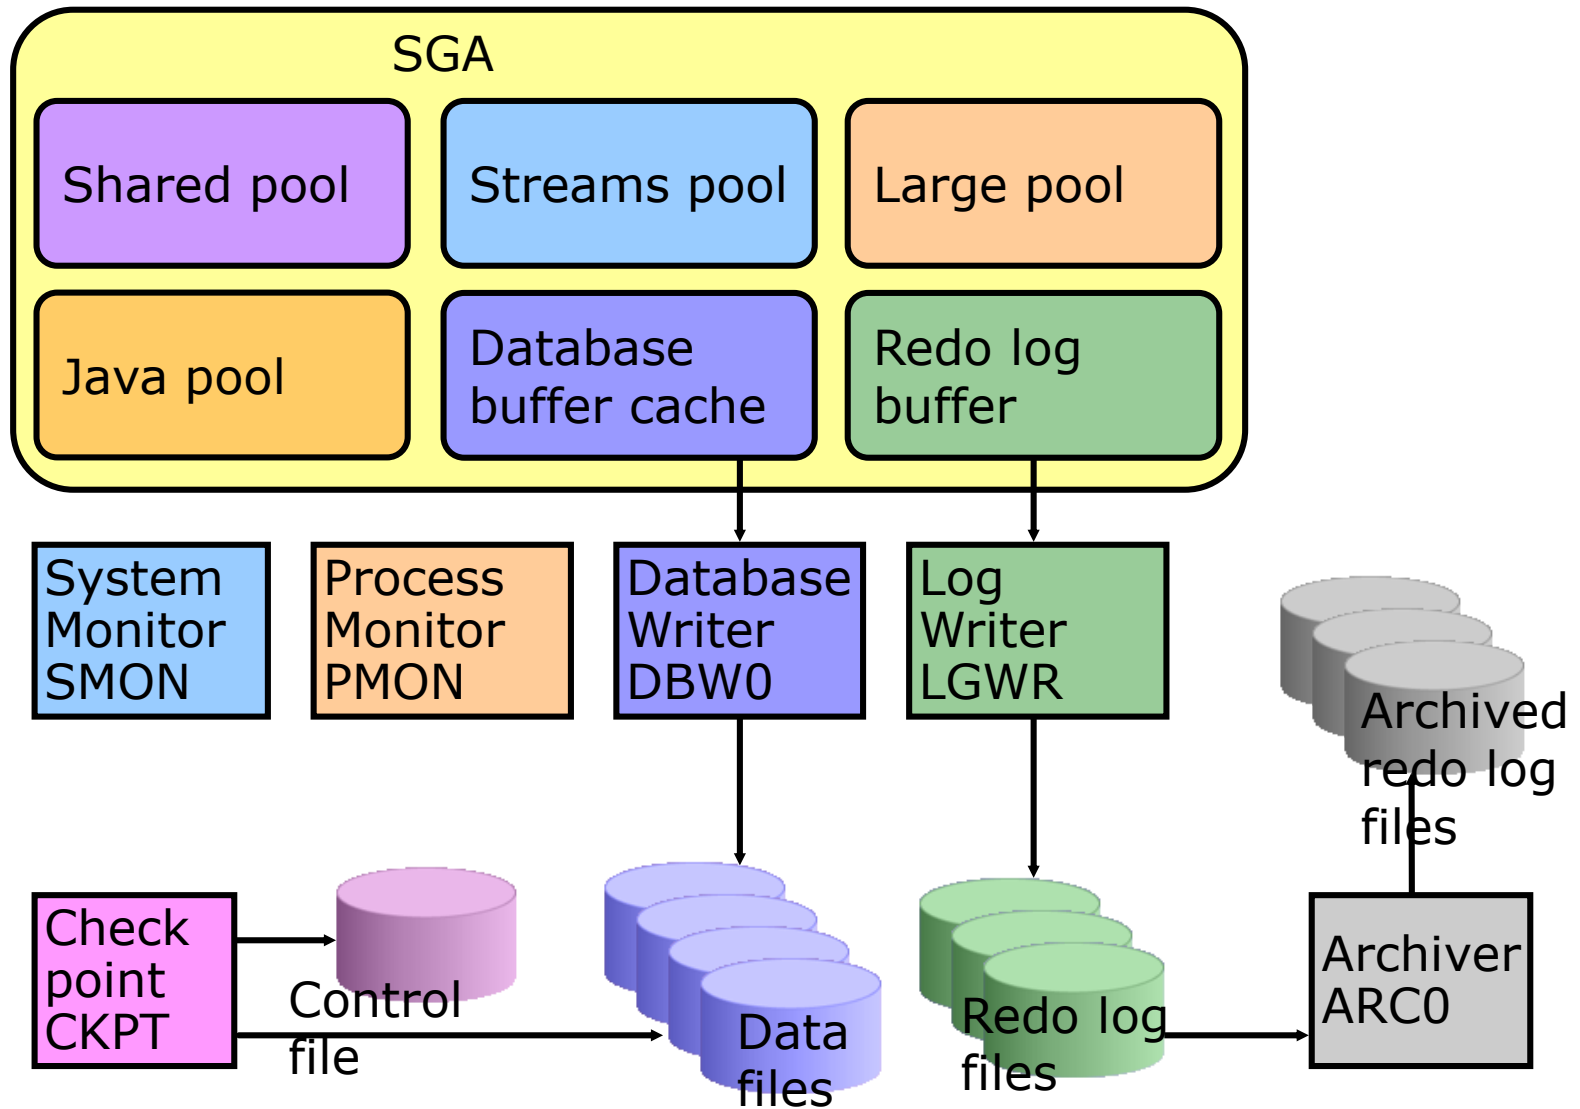 SGA
Shared pool
Streams pool
Large pool
Java pool
Database
buffer cache
Redo log
buffer
System
Monitor
SMON
Process
Monitor
PMON
Database
Writer
DBW0
Log
Writer
LGWR
Archived
redo log
files
Check
point
CKPT
Control
file
Data
files
Redo log
files
Archiver
ARC0